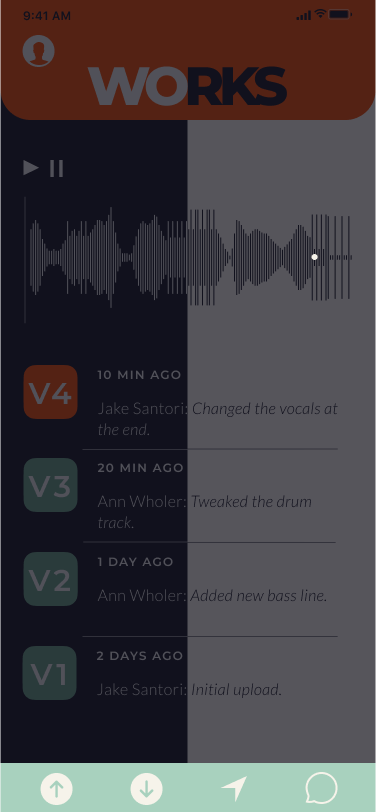 9:41 AM
WORKS
V4
10 MIN AGO
Jake Santori: Changed the vocals at
the end.
V3
20 MIN AGO
Ann Wholer: Tweaked the drum
track.
V2
1 DAY AGO
Ann Wholer: Added new bass line.
V1
2 DAYS AGO
Jake Santori: Initial upload.